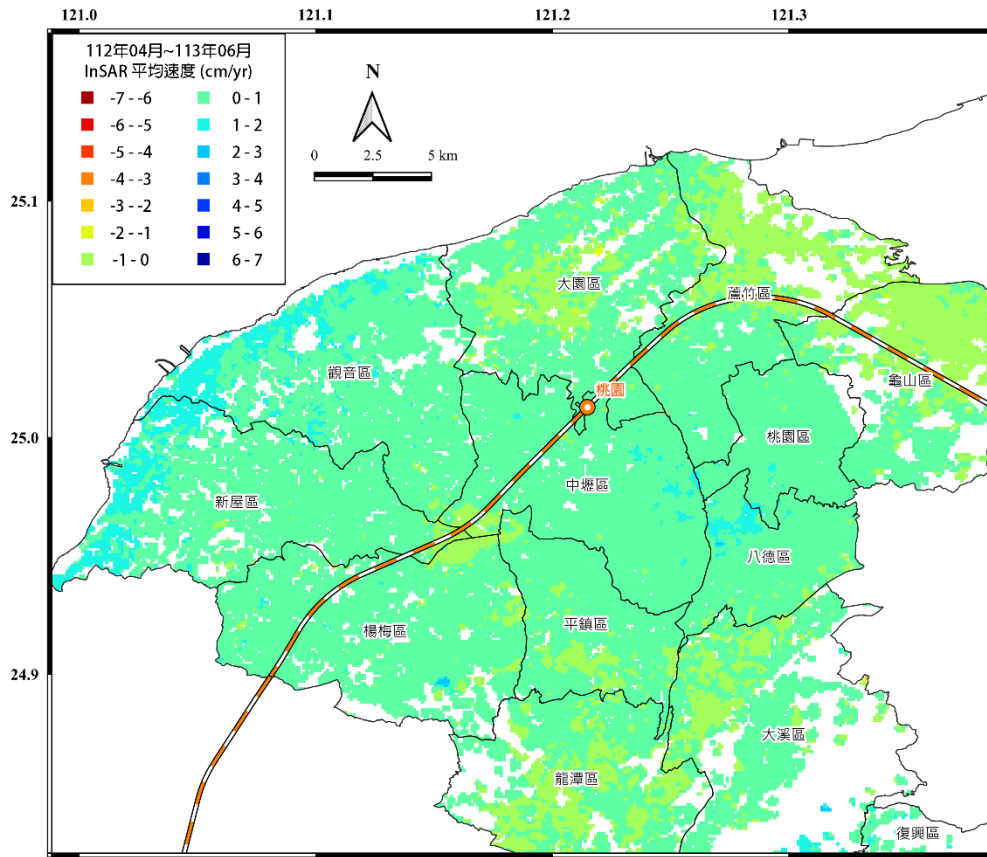 121.0 121.1 121.2 121.3
112年04月~113年06月
InSAR 平均速度 (cm/yr)
-7 - -6 0 - 1
-6 - -5 1 - 2
-5 - -4 2 - 3
-4 - -3 3 - 4
-3 - -2 4 - 5
-2 - -1 5 - 6
-1 - 0 6 - 7
N
0 2.5 5 km
25.1
大園區
蘆竹區
觀音區
龜山區
桃園
25.0
桃園區
中壢區
新屋區
八德區
平鎮區
楊梅區
24.9
大溪區
龍潭區
復興區